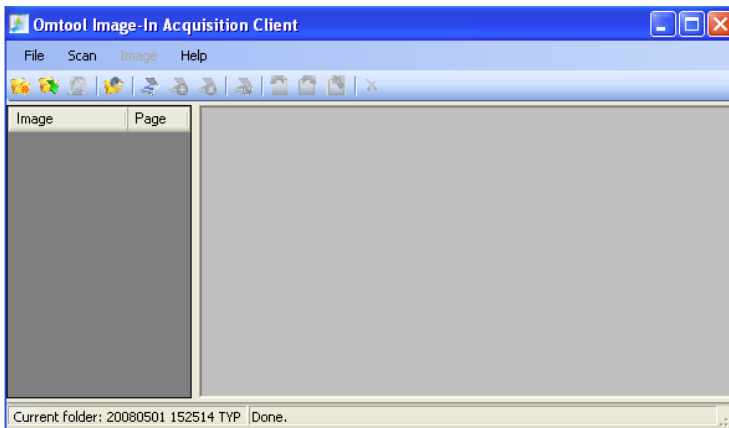 Omtool Image-In Acquisition Client
File Scan Image Help
Image Page
Current folder: 20080501 152514 TYP Done.